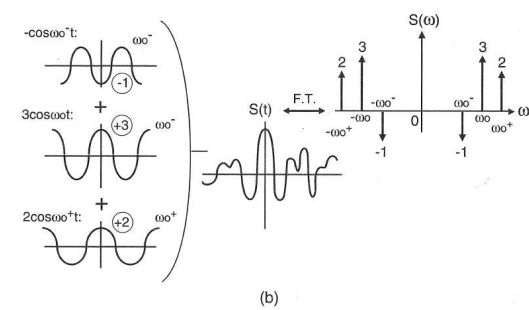 -cosωo⁻t:
ωo⁻
-1
+
3cosωot:
+3
ωo⁻
+
2cosωo⁺t:
+2
ωo⁺
S(t)
F.T.
S(ω)
2
3
3
2
-ωo⁺
-ωo
-ωo⁻
0
ωo⁻
ωo
ωo⁺
ω
-1
-1
(b)